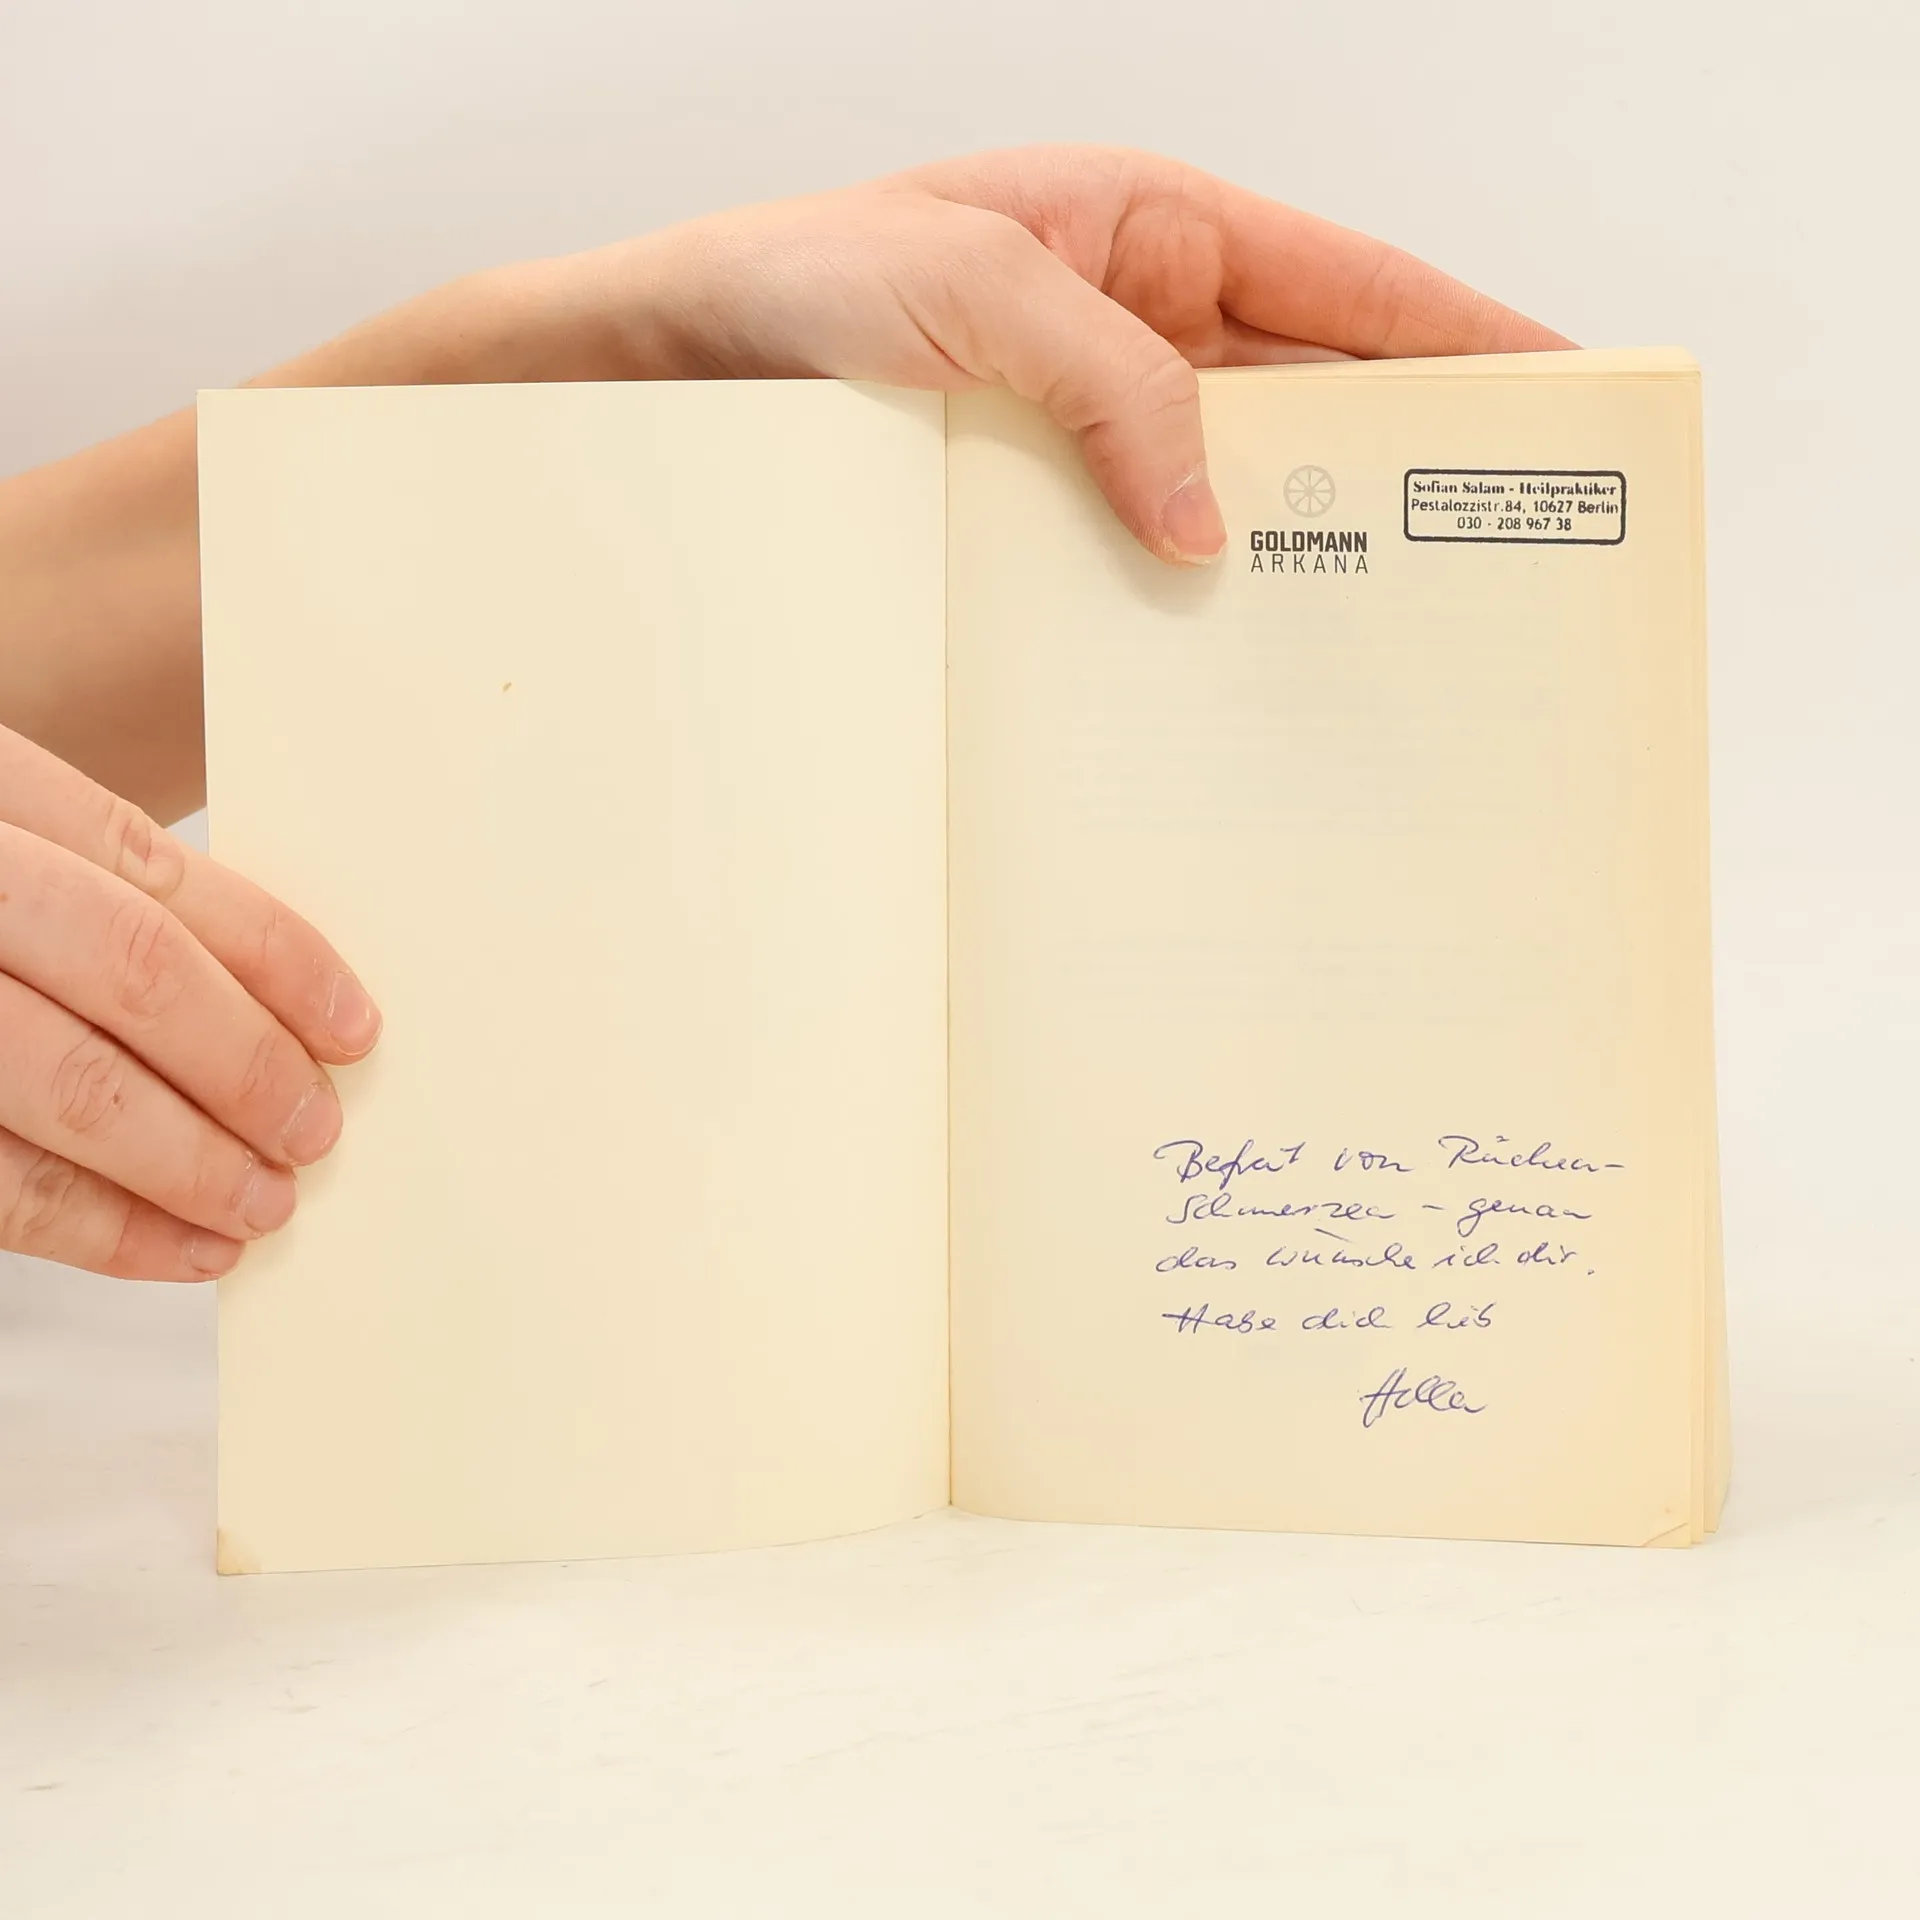 GOLDMANN
ARKANA
Sofian Salam - Heilpraktiker
Pestalozzistr.84, 10627 Berlin
030 - 208 967 38
Befreit von Rücken-
Schmerzen - genau
das wünsche ich dir.
Habe dich lieb